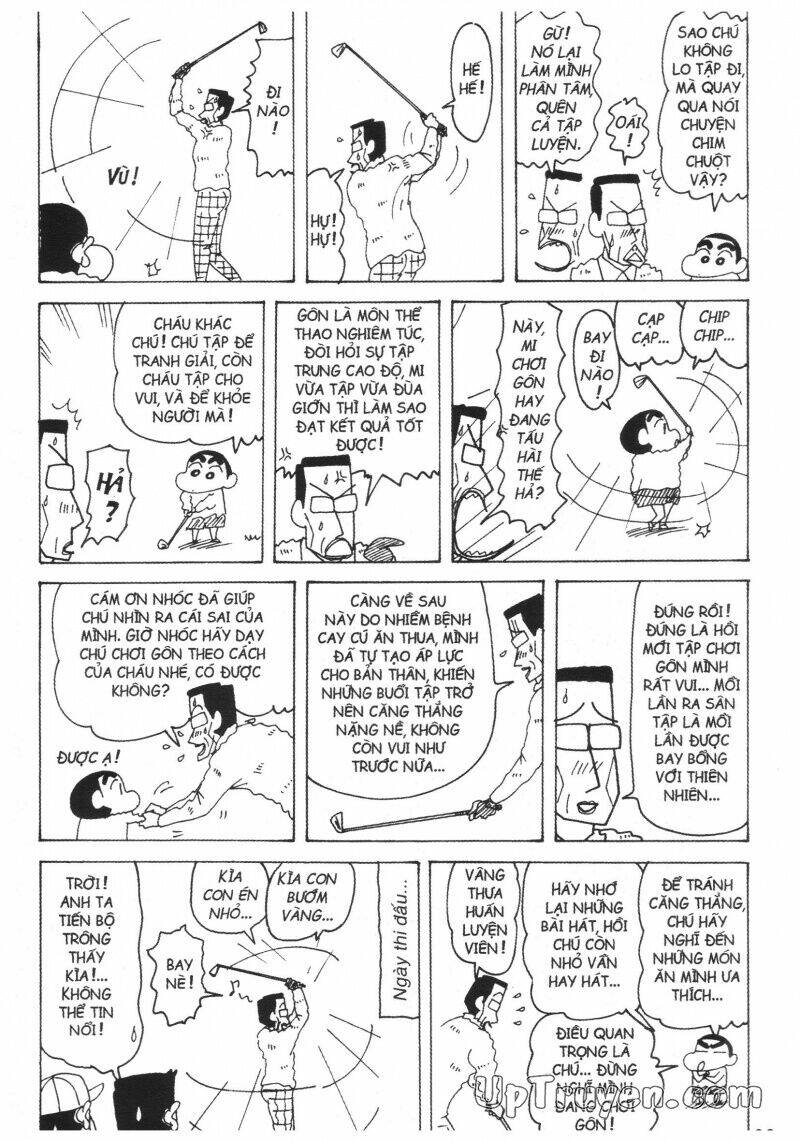 SAO CHÚ
KHÔNG
LO TẬP ĐI,
MÀ QUAY
QUA NÓI
CHUYỆN
CHIM
CHUỘT
VẬY?
OÁI
!
GỪ!
NÓ LẠI
LÀM MÌNH
PHÂN TÂM,
QUÊN
CẢ TẬP
LUYỆN.
HẾ
HẾ!
HỰ!
HỰ!
ĐI
NÀO
!
VÙ!
CHIP
CHIP...
CẠP
CẠP...
BAY
ĐI
NÀO!
NÀY,
MI
CHƠI
GÔN
HAY
ĐANG
TẤU
HÀI
THẾ
HẢ?
GÔN LÀ MÔN THỂ
THAO NGHIÊM TÚC,
ĐÒI HỎI SỰ TẬP
TRUNG CAO ĐỘ, MI
VỪA TẬP VỪA ĐÙA
GIỠN THÌ LÀM SAO
ĐẠT KẾT QUẢ TỐT
ĐƯỢC!
CHÁU KHÁC
CHÚ! CHÚ TẬP ĐỂ
TRANH GIẢI, CÒN
CHÁU TẬP CHO
VUI, VÀ ĐỂ KHỎE
NGƯỜI MÀ!
HẢ
?
ĐÚNG RỒI!
ĐÚNG LÀ HỒI
MỚI TẬP CHƠI
GÔN MÌNH
RẤT VUI... MỖI
LẦN RA SÂN
TẬP LÀ MỖI
LẦN ĐƯỢC
BAY BỔNG
VỚI THIÊN
NHIÊN...
CÀNG VỀ SAU
NÀY DO NHIỄM BỆNH
CAY CÚ ĂN THUA, MÌNH
ĐÃ TỰ TẠO ÁP LỰC
CHO BẢN THÂN, KHIẾN
NHỮNG BUỔI TẬP TRỞ
NÊN CĂNG THẲNG
NẶNG NỀ, KHÔNG
CÒN VUI NHƯ
TRƯỚC NỮA...
CÁM ƠN NHÓC ĐÃ GIÚP
CHÚ NHÌN RA CÁI SAI CỦA
MÌNH. GIỜ NHÓC HÃY DẠY
CHÚ CHƠI GÔN THEO CÁCH
CỦA CHÁU NHÉ, CÓ ĐƯỢC
KHÔNG?
ĐƯỢC Ạ!
ĐỂ TRÁNH
CĂNG THẲNG,
CHÚ HÃY
NGHĨ ĐẾN
NHỮNG MÓN
ĂN MÌNH ƯA
THÍCH...
HÃY NHỚ
LẠI NHỮNG
BÀI HÁT, HỒI
CHÚ CÒN
NHỎ VẪN
HAY HÁT...
ĐIỀU QUAN
TRỌNG LÀ
CHÚ... ĐỪNG
NGHĨ MÌNH
ĐANG CHƠI
GÔN!
VÂNG
THƯA
HUẤN
LUYỆN
VIÊN!
Ngày thi đấu...
KÌA CON
BƯỚM
VÀNG...
KÌA
CON ÉN
NHỎ...
BAY
NÈ!
TRỜI!
ANH TA
TIẾN BỘ
TRÔNG
THẤY
KÌA!...
KHÔNG
THỂ TIN
NỔI!
UpTruyen.com